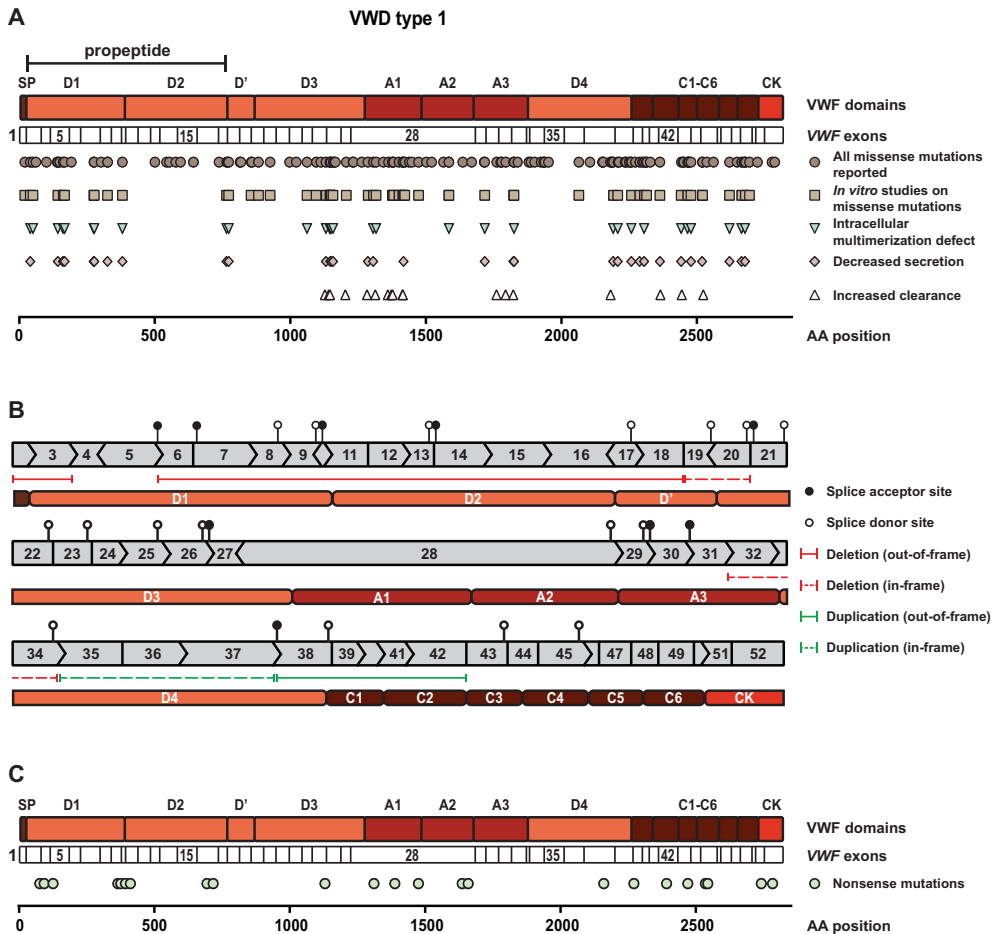 A
VWD type 1
propeptide
SP D1 D2 D' D3 A1 A2 A3 D4 C1-C6 CK
VWF domains
1 5 15 28 35 42
VWF exons
All missense mutations
reported
In vitro studies on
missense mutations
Intracellular
multimerization defect
Decreased secretion
Increased clearance
0 500 1000 1500 2000 2500
AA position
B
3 4 5 6 7 8 9 11 12 13 14 15 16 17 18 19 20 21
D1 D2 D'
22 23 24 25 26 27 28 29 30 31 32
D3 A1 A2 A3
34 35 36 37 38 39 41 42 43 44 45 47 48 49 51 52
D4 C1 C2 C3 C4 C5 C6 CK
Splice acceptor site
Splice donor site
Deletion (out-of-frame)
Deletion (in-frame)
Duplication (out-of-frame)
Duplication (in-frame)
C
SP D1 D2 D' D3 A1 A2 A3 D4 C1-C6 CK
VWF domains
1 5 15 28 35 42
VWF exons
Nonsense mutations
0 500 1000 1500 2000 2500
AA position